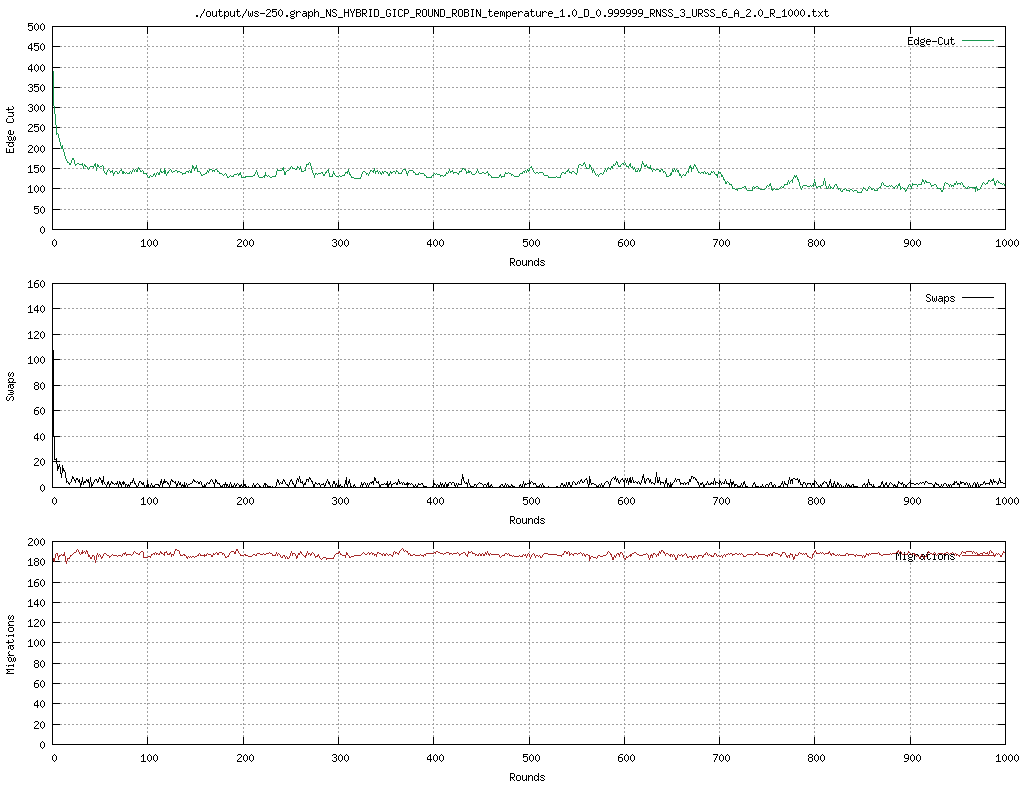 ./output/ws-250.graph_NS_HYBRID_GICP_ROUND_ROBIN_temperature_1.0_D_0.999999_RNSS_3_URSS_6_A_2.0_R_1000.txt
500
450
400
350
300
250
200
150
100
50
0
Edge Cut
Edge-Cut
0 100 200 300 400 500 600 700 800 900 1000
Rounds
160
140
120
100
80
60
40
20
0
Swaps
Swaps
0 100 200 300 400 500 600 700 800 900 1000
Rounds
200
180
160
140
120
100
80
60
40
20
0
Migrations
Migrations
0 100 200 300 400 500 600 700 800 900 1000
Rounds